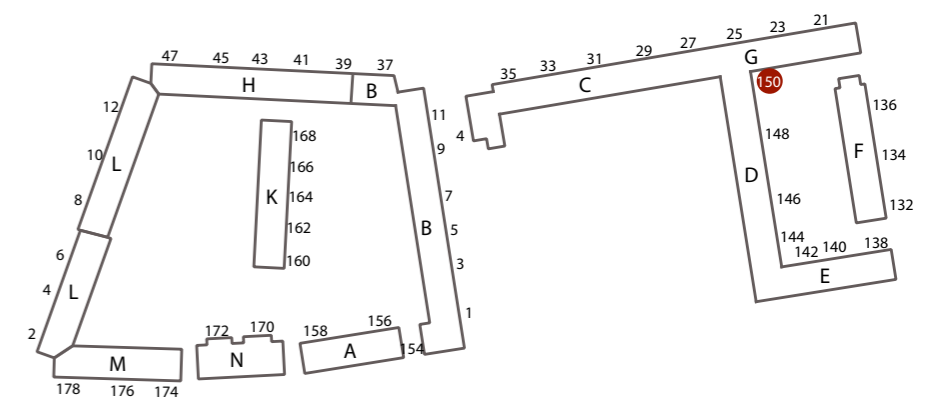 47 45 43 41 39 37
H B
12 10 8 L
6 4 2 L
168 166 164 162 160
K
11 9 7 5 3 1
B
172 170
N
158 156 154
A
M
178 176 174
35 33 31 29 27 25 23 21
C G
4
150
148 146 144 142 140 138
D
E
136 134 132
F